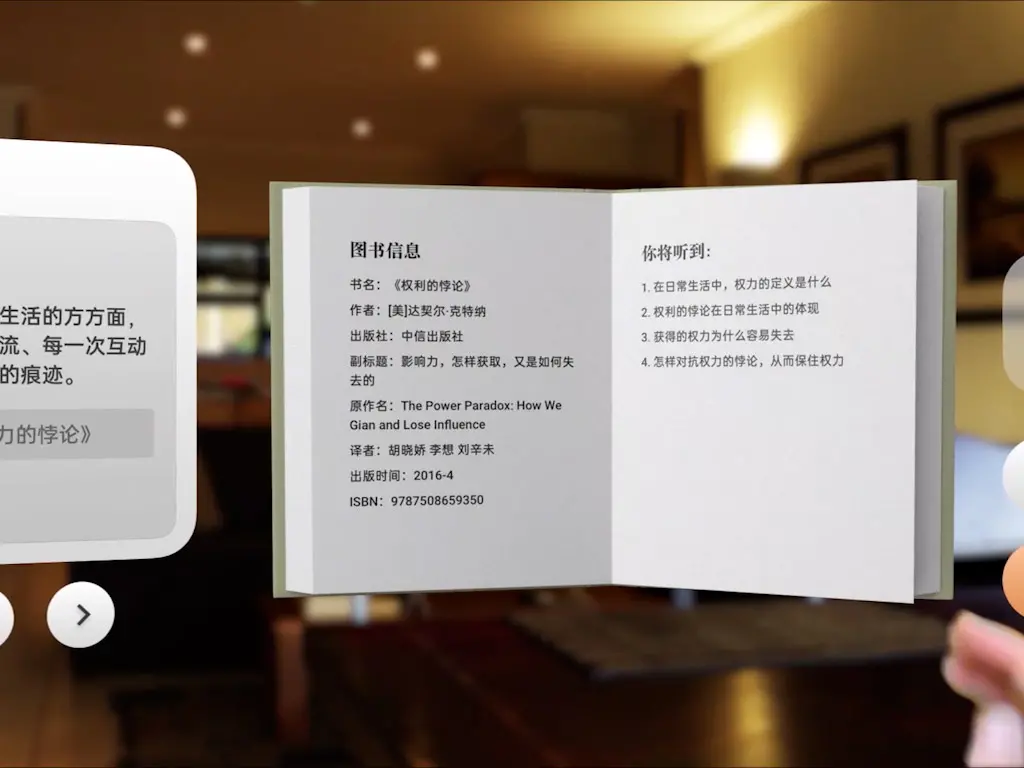 生活的方方面，
流、每一次互动
的痕迹。
力的悖论》
图书信息
书名：《权利的悖论》
作者：[美]达契尔·克特纳
出版社：中信出版社
副标题：影响力，怎样获取，又是如何失
去的
原作名：The Power Paradox: How We
Gian and Lose Influence
译者：胡晓娇 李想 刘辛未
出版时间：2016-4
ISBN：9787508659350
你将听到：
1. 在日常生活中，权力的定义是什么
2. 权利的悖论在日常生活中的体现
3. 获得的权力为什么容易失去
4. 怎样对抗权力的悖论，从而保住权力